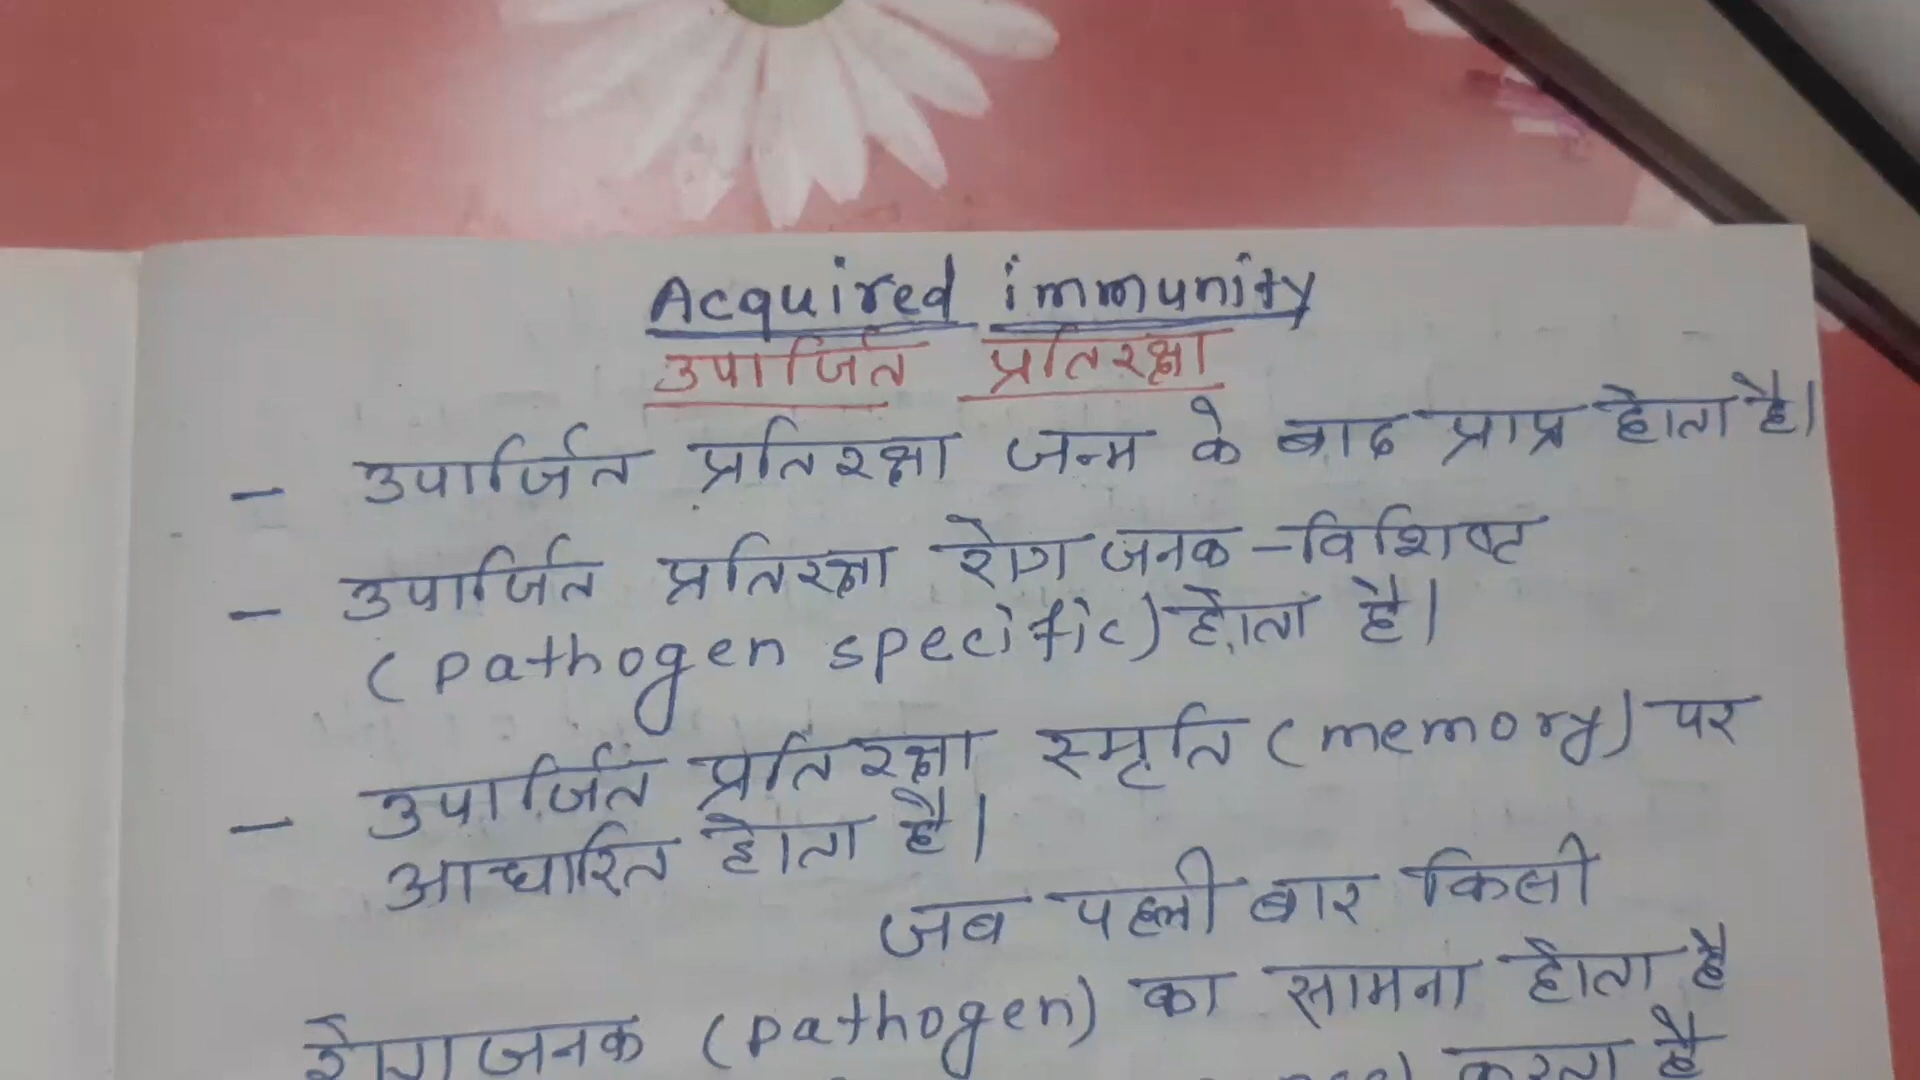 Acquired immunity
उपार्जित प्रतिरक्षा
- उपार्जित प्रतिरक्षा जन्म के बाद प्राप्त होता है।
- उपार्जित प्रतिरक्षा रोग जनक-विशिष्ट
(pathogen specific) होता है।
- उपार्जित प्रतिरक्षा स्मृति (memory) पर
आधारित होता है।
जब पहली बार किसी
रोगजनक (pathogen) का सामना होता है
करता है